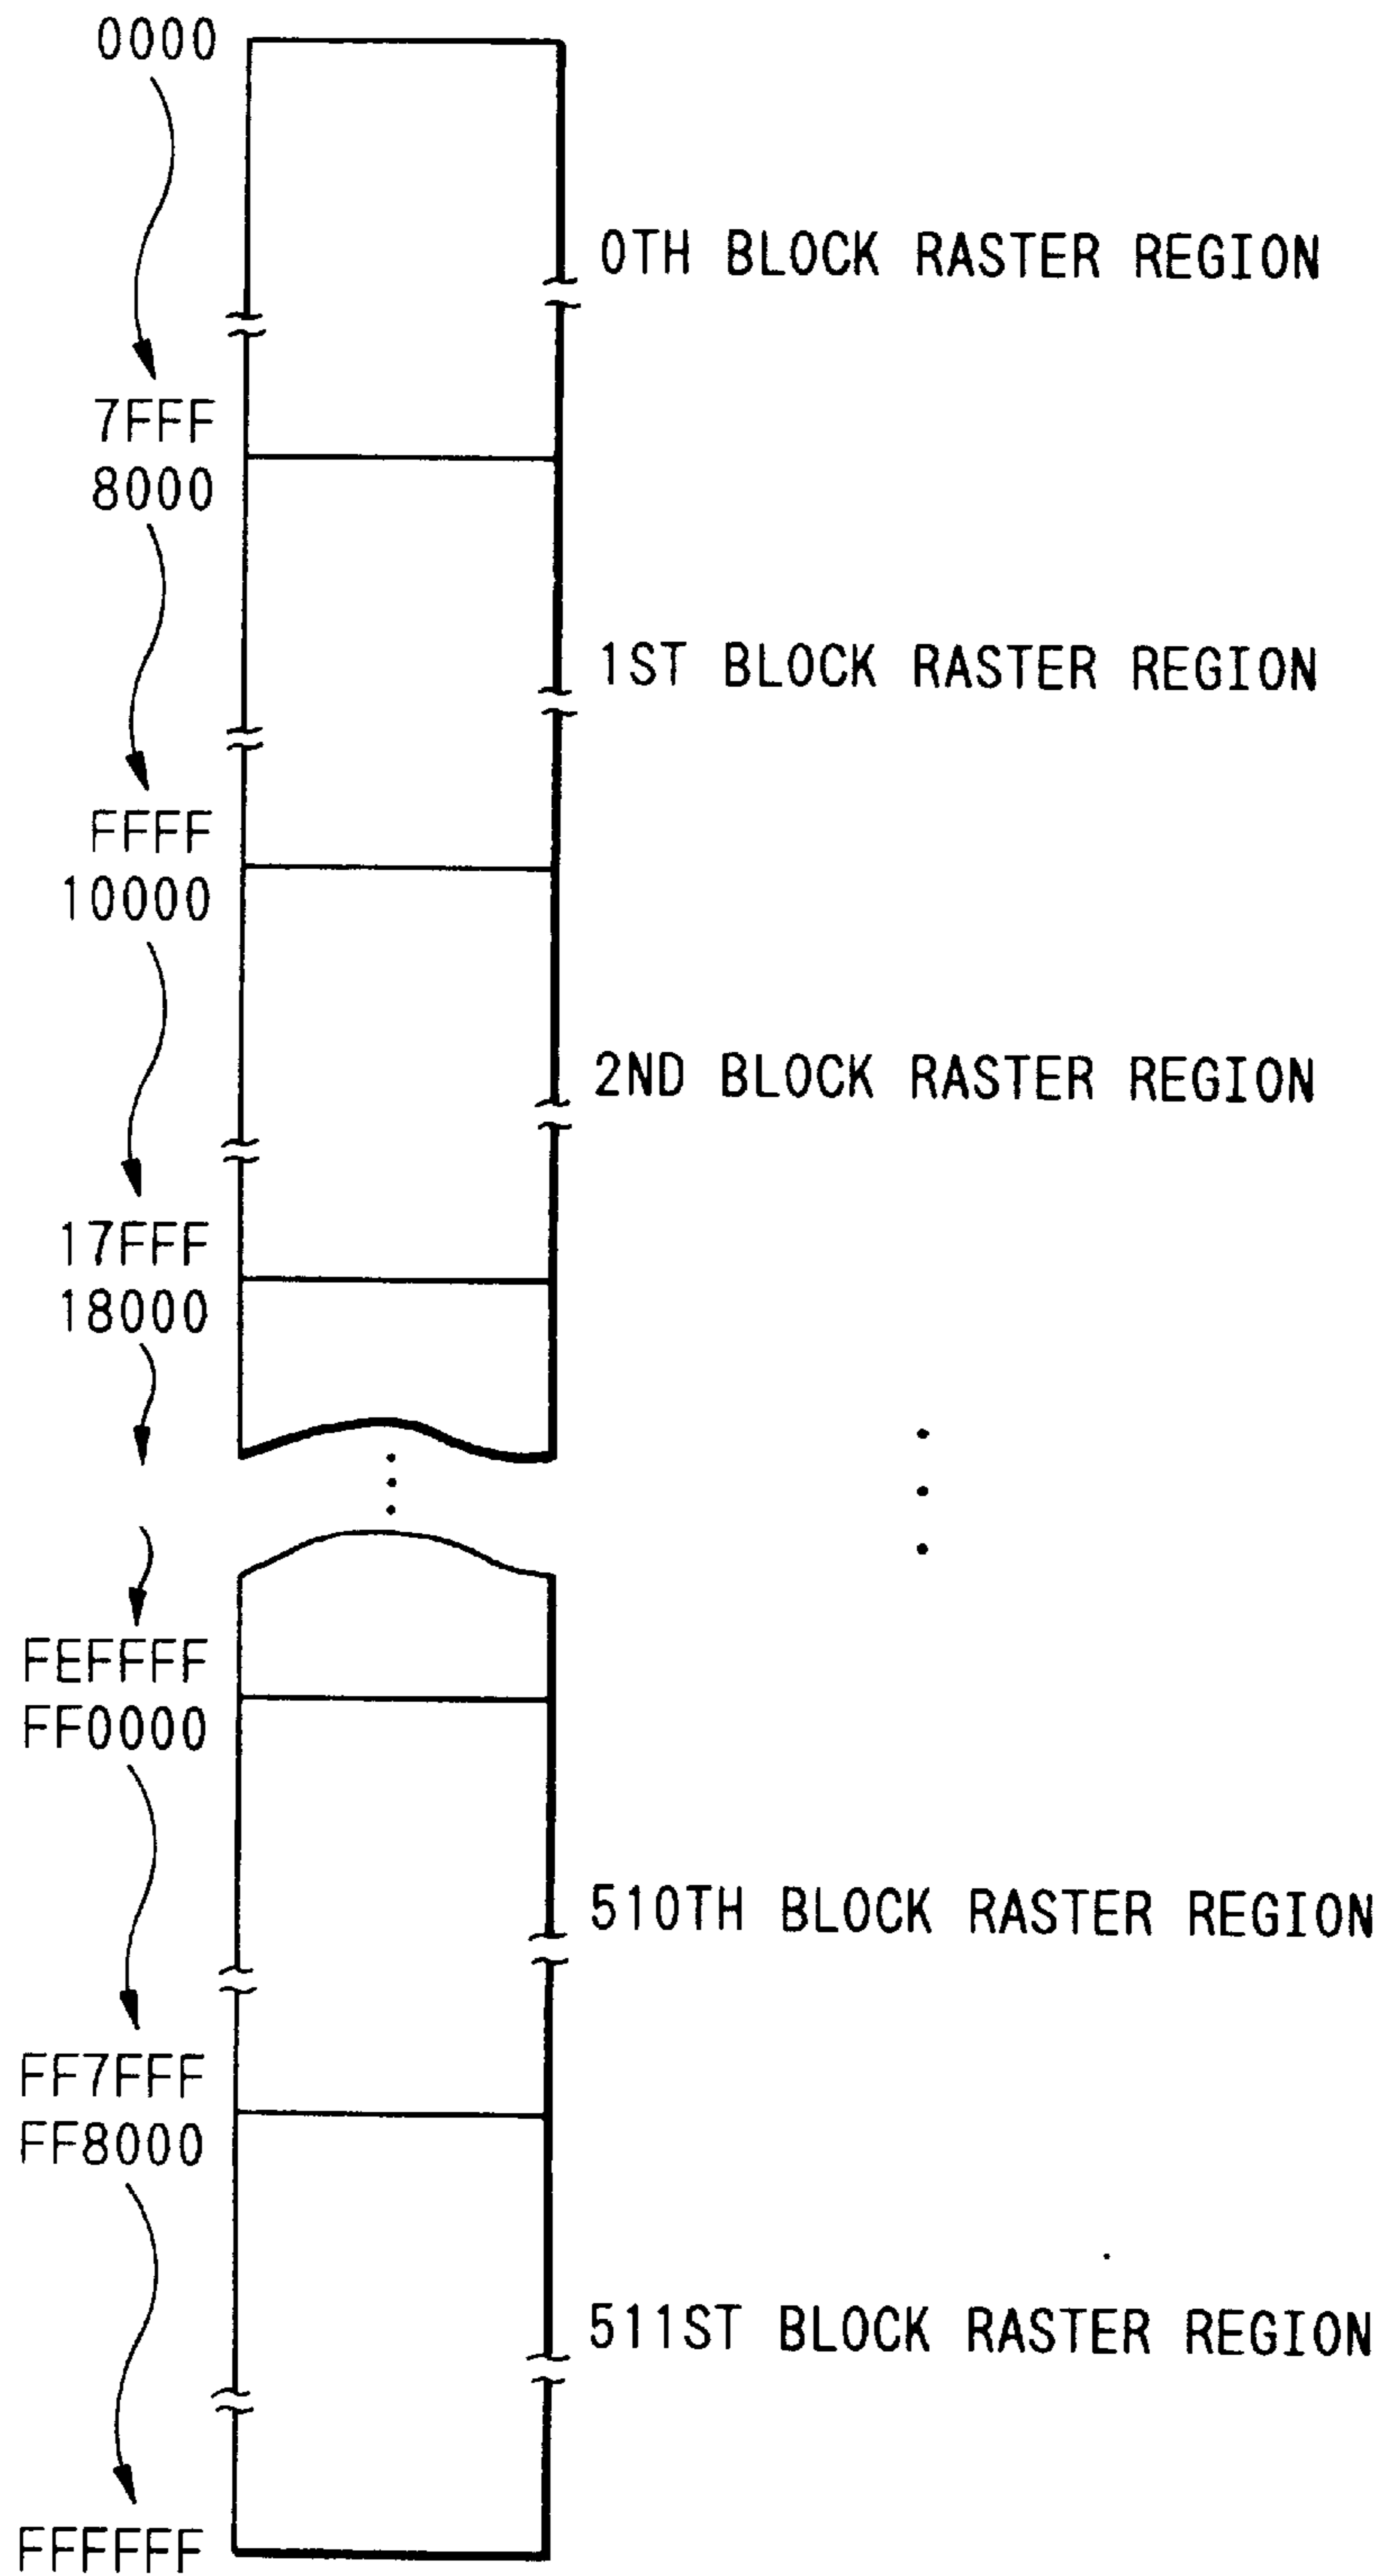 0000
0TH BLOCK RASTER REGION
7FFF
8000
1ST BLOCK RASTER REGION
FFFF
10000
2ND BLOCK RASTER REGION
17FFF
18000
FEFFFF
FF0000
510TH BLOCK RASTER REGION
FF7FFF
FF8000
511ST BLOCK RASTER REGION
FFFFFF